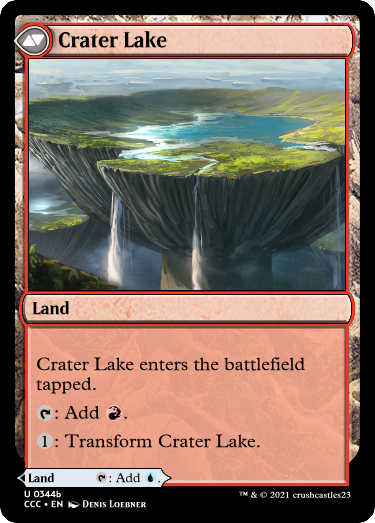 Crater Lake
Land
Crater Lake enters the battlefield
tapped.
: Add .
1: Transform Crater Lake.
Land : Add .
U 0344b
CCC • EN Denis Loebner
™ & © 2021 crushcastles23